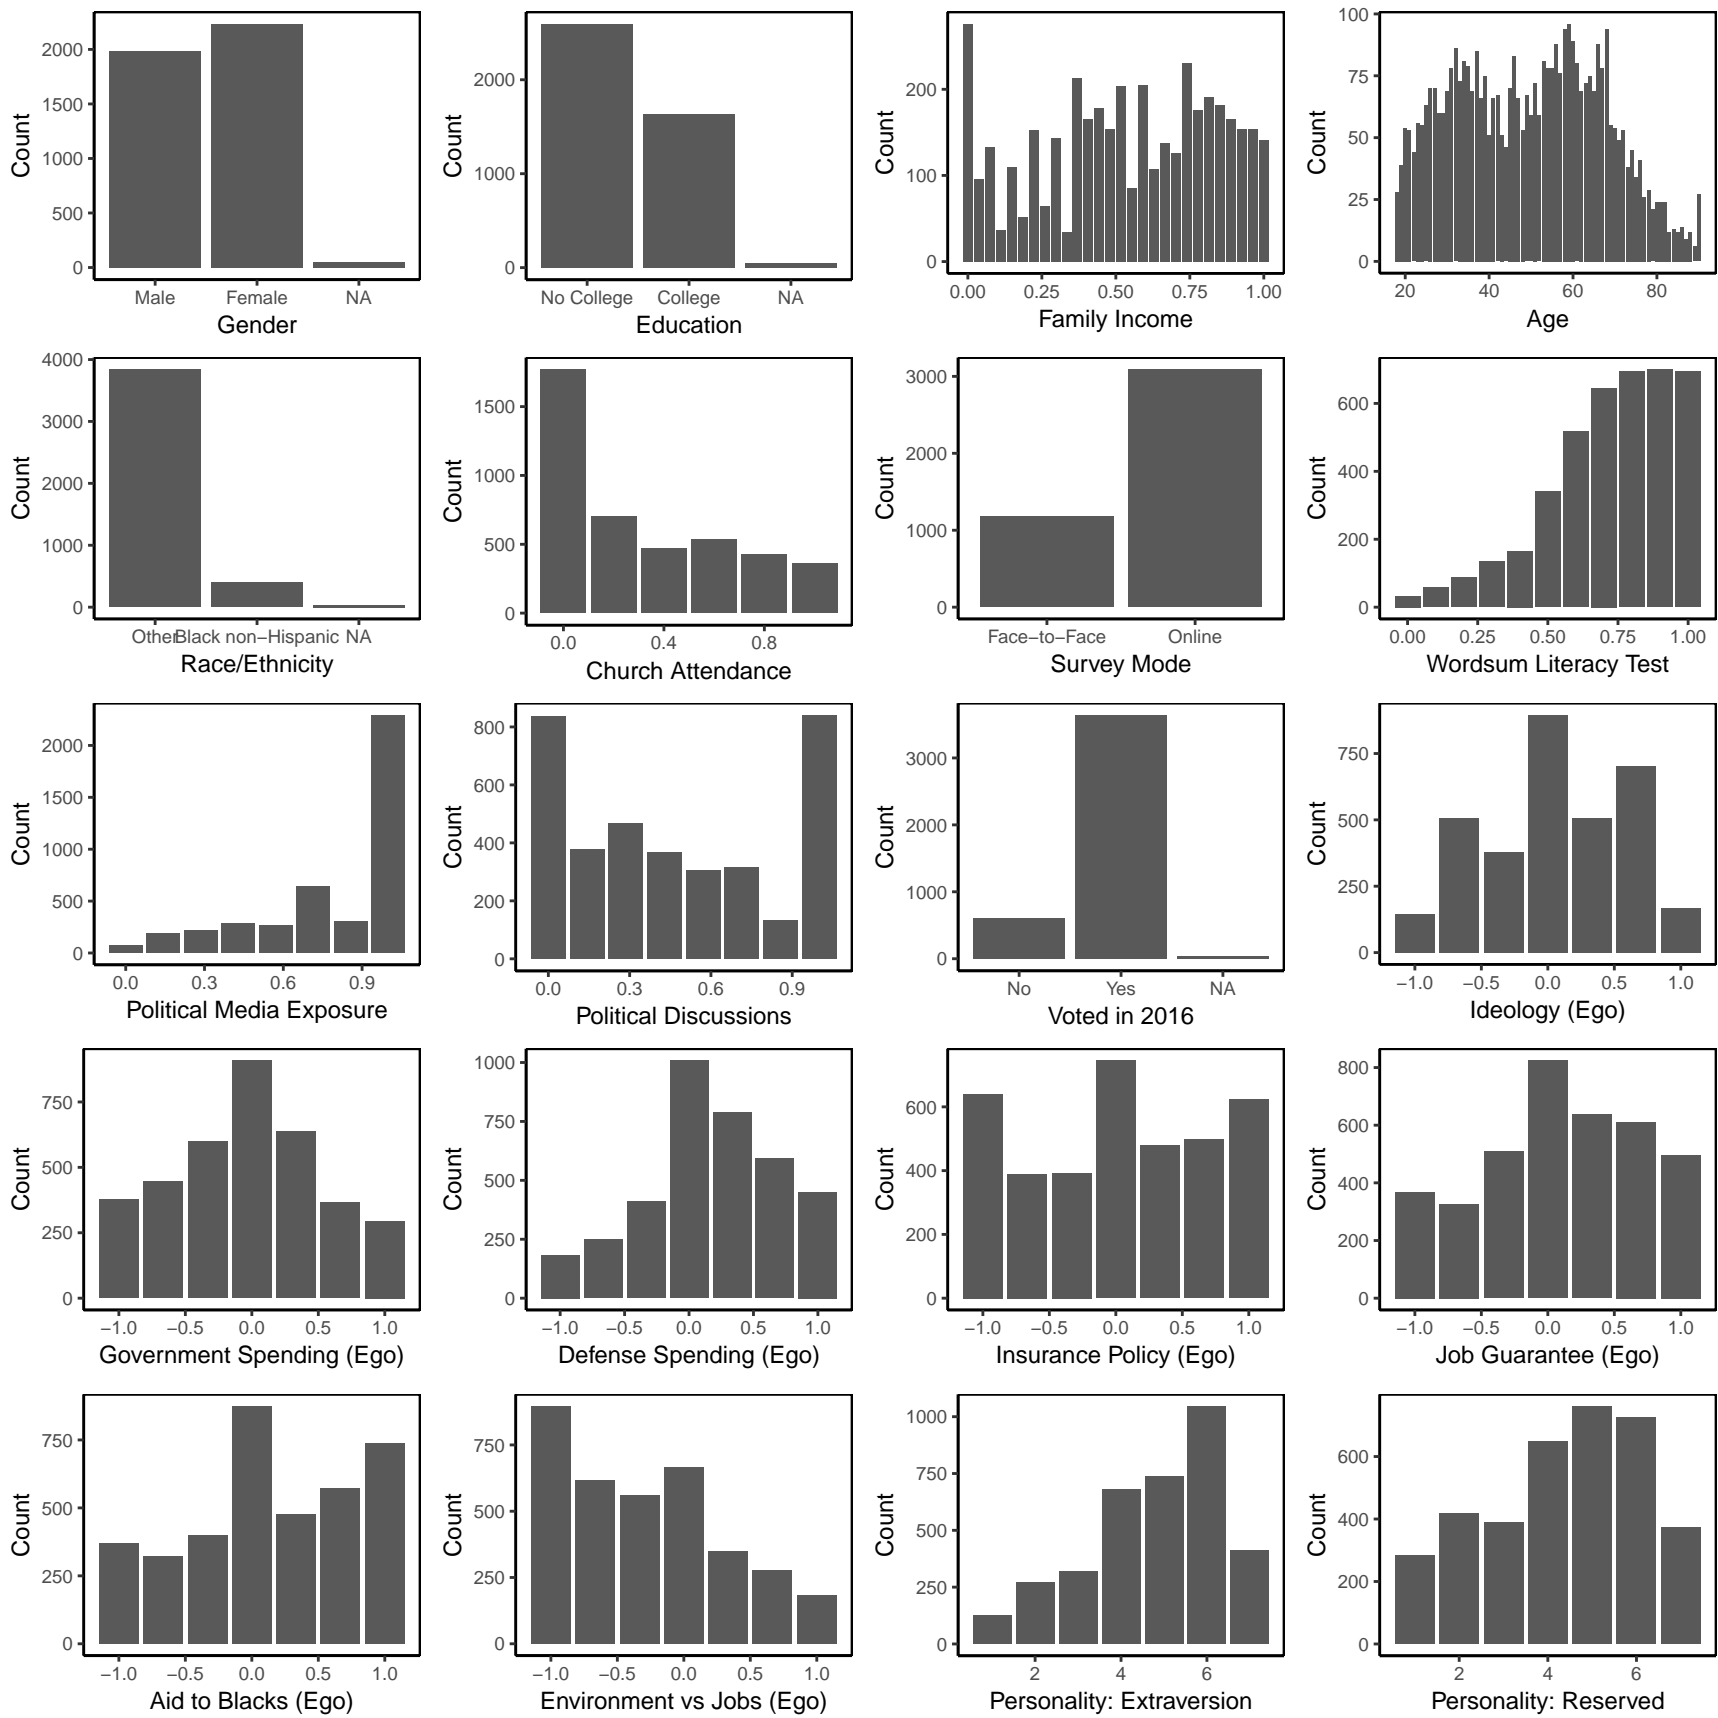 Count
2000
1500
1000
500
0
Male Female NA
Gender
Count
2000
1000
0
No College College NA
Education
Count
200
100
0
0.00 0.25 0.50 0.75 1.00
Family Income
Count
100
75
50
25
0
20 40 60 80
Age
Count
4000
3000
2000
1000
0
Other Black non−Hispanic NA
Race/Ethnicity
Count
1500
1000
500
0
0.0 0.4 0.8
Church Attendance
Count
3000
2000
1000
0
Face−to−Face Online
Survey Mode
Count
600
400
200
0
0.00 0.25 0.50 0.75 1.00
Wordsum Literacy Test
Count
2000
1500
1000
500
0
0.0 0.3 0.6 0.9
Political Media Exposure
Count
800
600
400
200
0
0.0 0.3 0.6 0.9
Political Discussions
Count
3000
2000
1000
0
No Yes NA
Voted in 2016
Count
750
500
250
0
−1.0 −0.5 0.0 0.5 1.0
Ideology (Ego)
Count
750
500
250
0
−1.0 −0.5 0.0 0.5 1.0
Government Spending (Ego)
Count
1000
750
500
250
0
−1.0 −0.5 0.0 0.5 1.0
Defense Spending (Ego)
Count
600
400
200
0
−1.0 −0.5 0.0 0.5 1.0
Insurance Policy (Ego)
Count
800
600
400
200
0
−1.0 −0.5 0.0 0.5 1.0
Job Guarantee (Ego)
Count
750
500
250
0
−1.0 −0.5 0.0 0.5 1.0
Aid to Blacks (Ego)
Count
750
500
250
0
−1.0 −0.5 0.0 0.5 1.0
Environment vs Jobs (Ego)
Count
1000
750
500
250
0
2 4 6
Personality: Extraversion
Count
600
400
200
0
2 4 6
Personality: Reserved